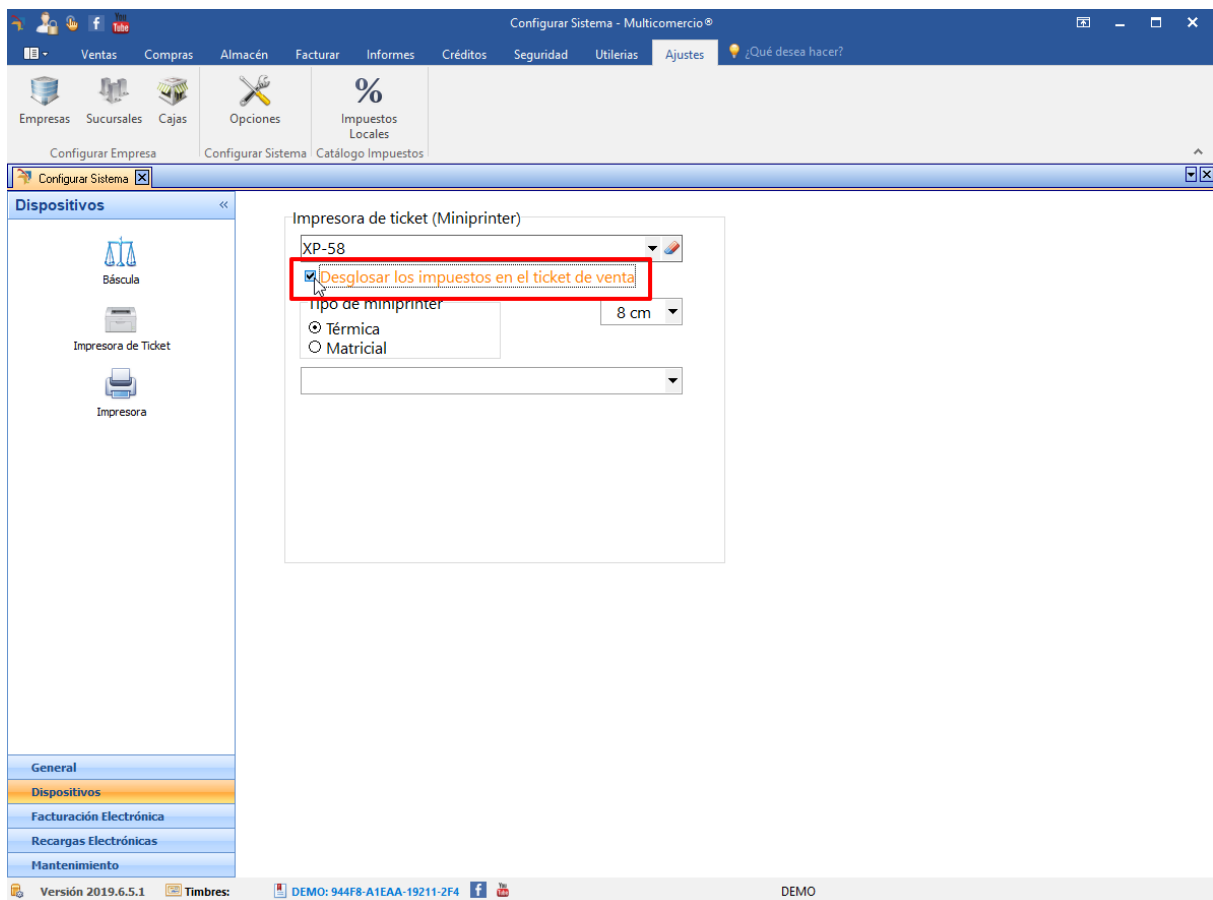 You
Tube
Configurar Sistema - Multicomercio®
Ventas Compras Almacén Facturar Informes Créditos Seguridad Utilerias Ajustes ¿Qué desea hacer?
Empresas Sucursales Cajas Opciones % Impuestos
Locales
Configurar Empresa Configurar Sistema Catálogo Impuestos
Configurar Sistema
Dispositivos «
Báscula
Impresora de Ticket
Impresora
Impresora de ticket (Miniprinter)
XP-58
Desglosar los impuestos en el ticket de venta
Tipo de miniprinter
8 cm
Térmica
Matricial
General
Dispositivos
Facturación Electrónica
Recargas Electrónicas
Mantenimiento
Versión 2019.6.5.1 Timbres: DEMO: 944F8-A1EAA-19211-2F4 DEMO